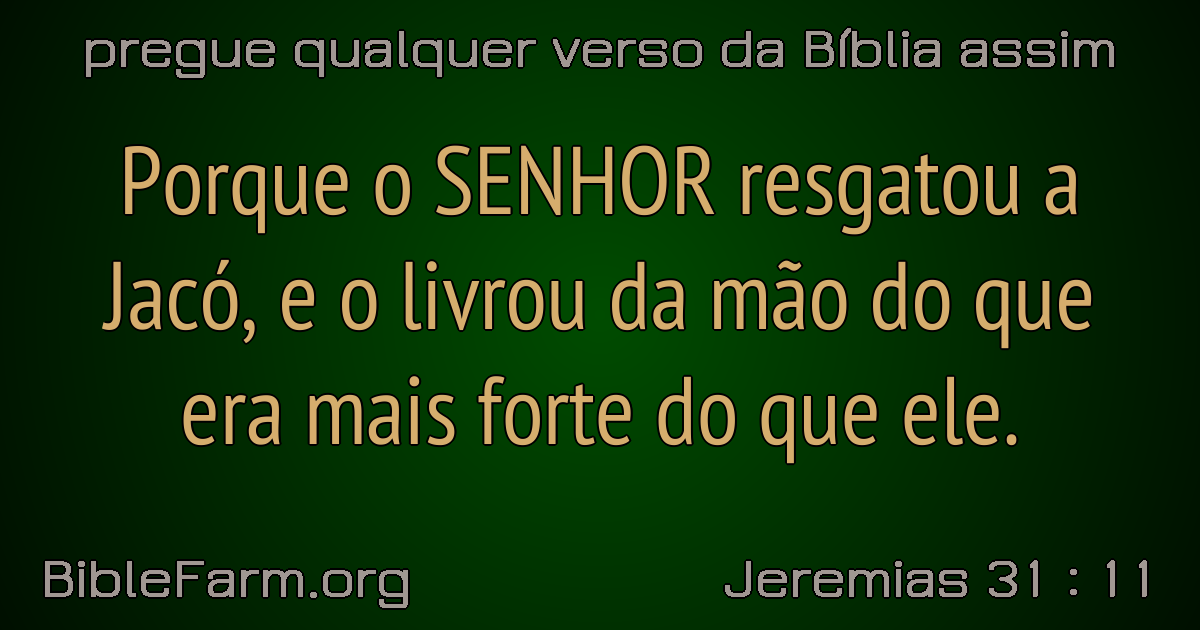 pregue qualquer verso da Bíblia assim
Porque o SENHOR resgatou a
Jacó, e o livrou da mão do que
era mais forte do que ele.
BibleFarm.org
Jeremias 31 : 11